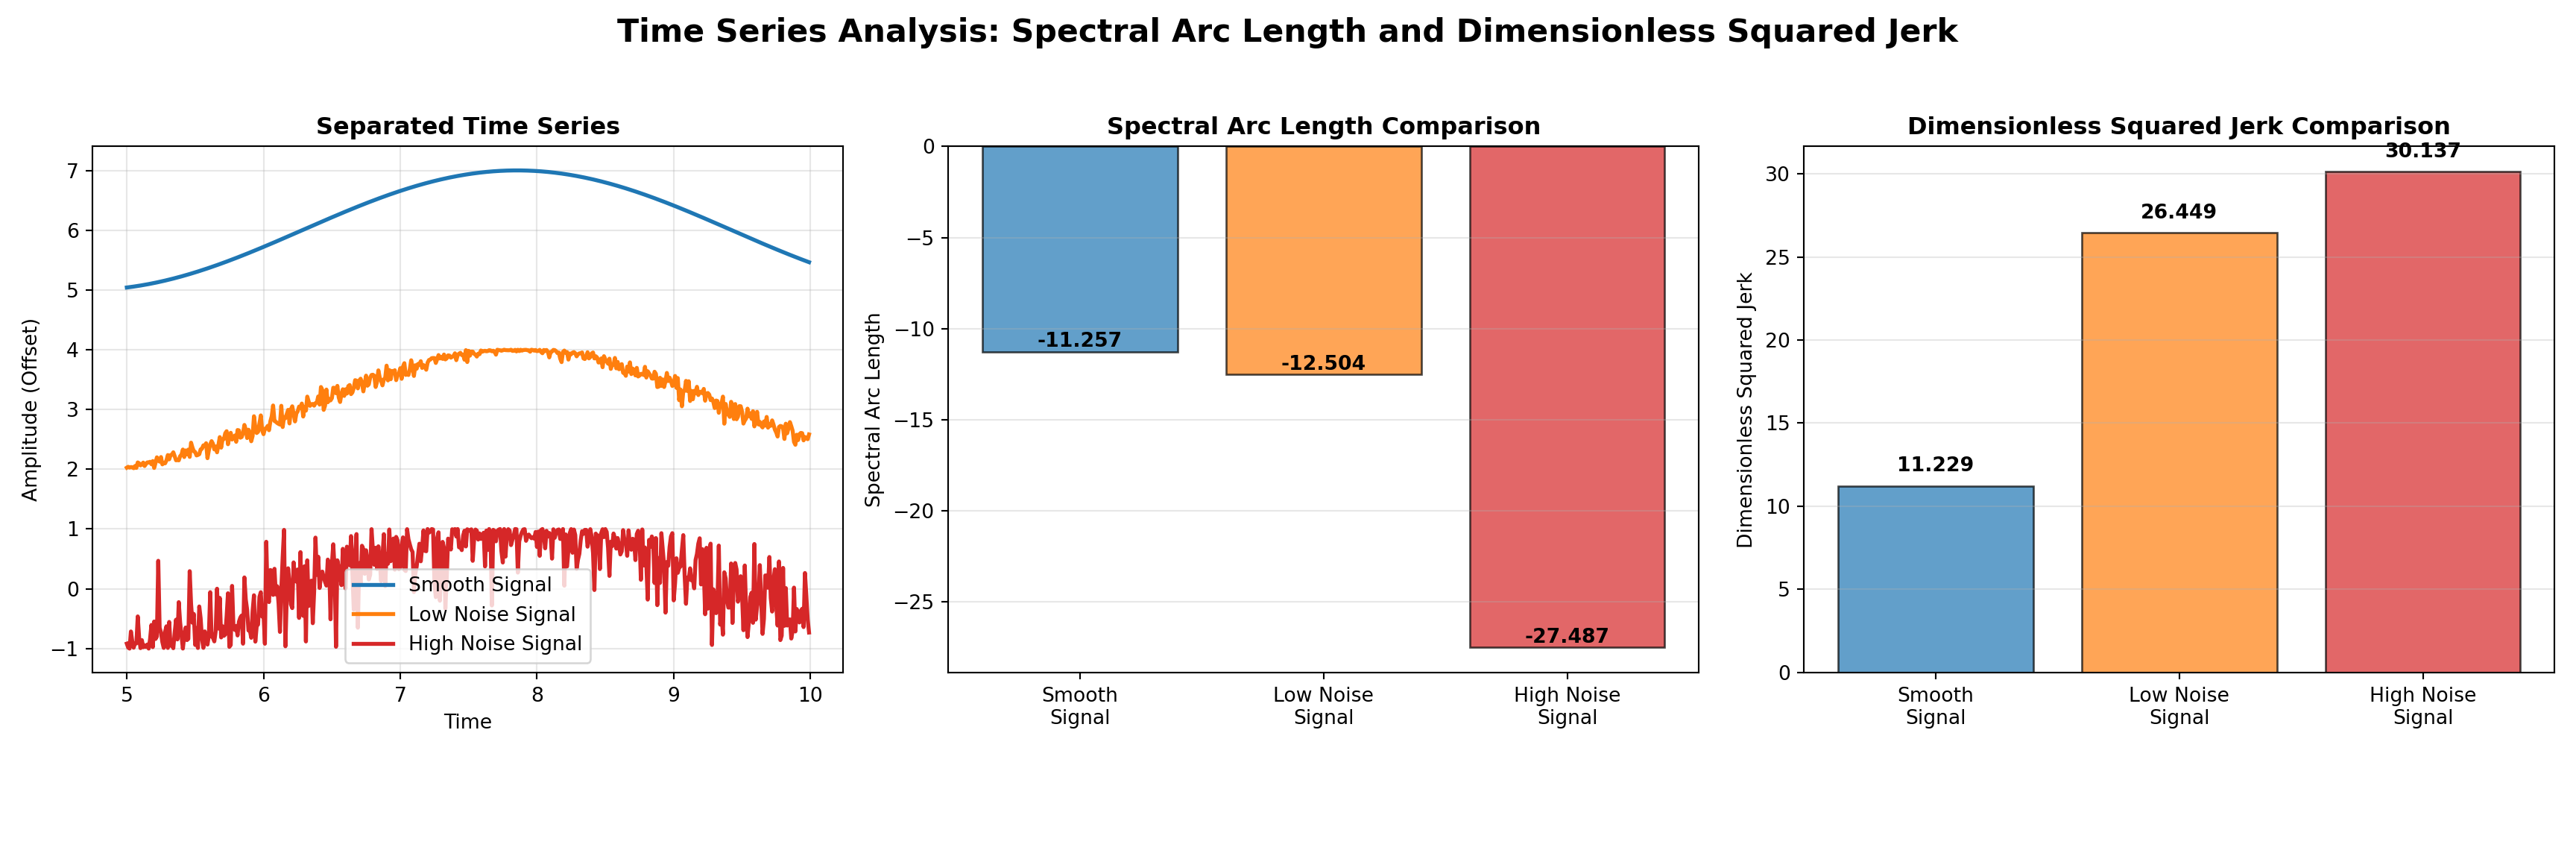 Time Series Analysis: Spectral Arc Length and Dimensionless Squared Jerk
Separated Time Series
Amplitude (Offset)
7
6
5
4
3
2
1
0
−1
5
6
7
8
9
10
Time
Smooth Signal
Low Noise Signal
High Noise Signal
Spectral Arc Length Comparison
Spectral Arc Length
0
−5
−10
−15
−20
−25
-11.257
-12.504
-27.487
Smooth
Signal
Low Noise
Signal
High Noise
Signal
Dimensionless Squared Jerk Comparison
Dimensionless Squared Jerk
30
25
20
15
10
5
0
11.229
26.449
30.137
Smooth
Signal
Low Noise
Signal
High Noise
Signal